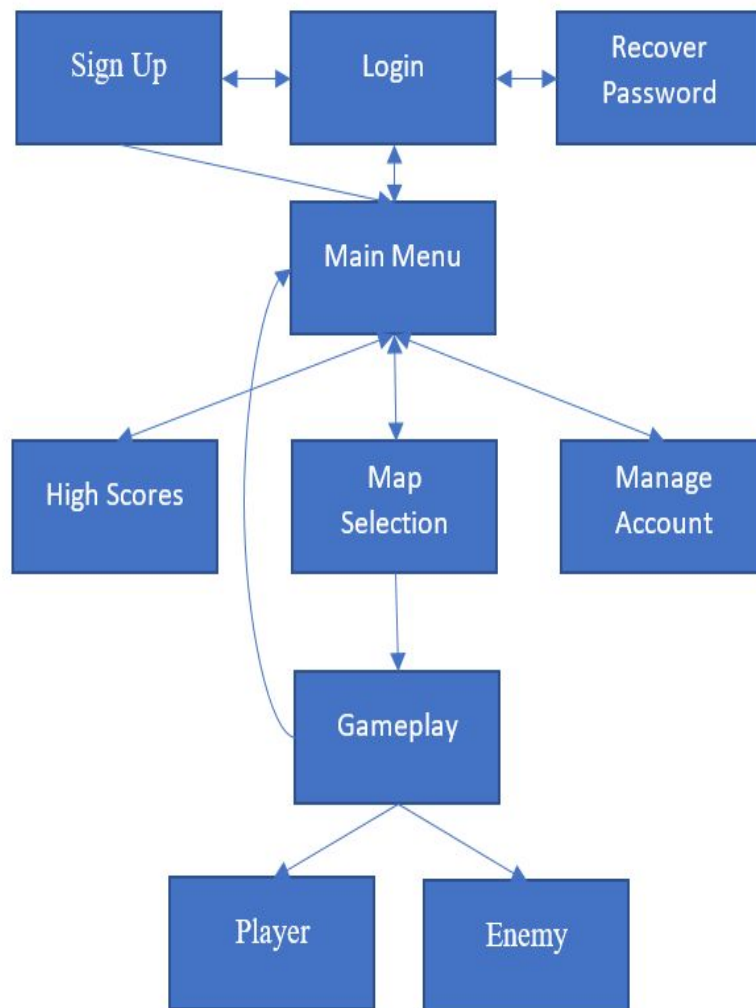 Sign Up
Login
Recover
Password
Main Menu
High Scores
Map
Selection
Manage
Account
Gameplay
Player
Enemy